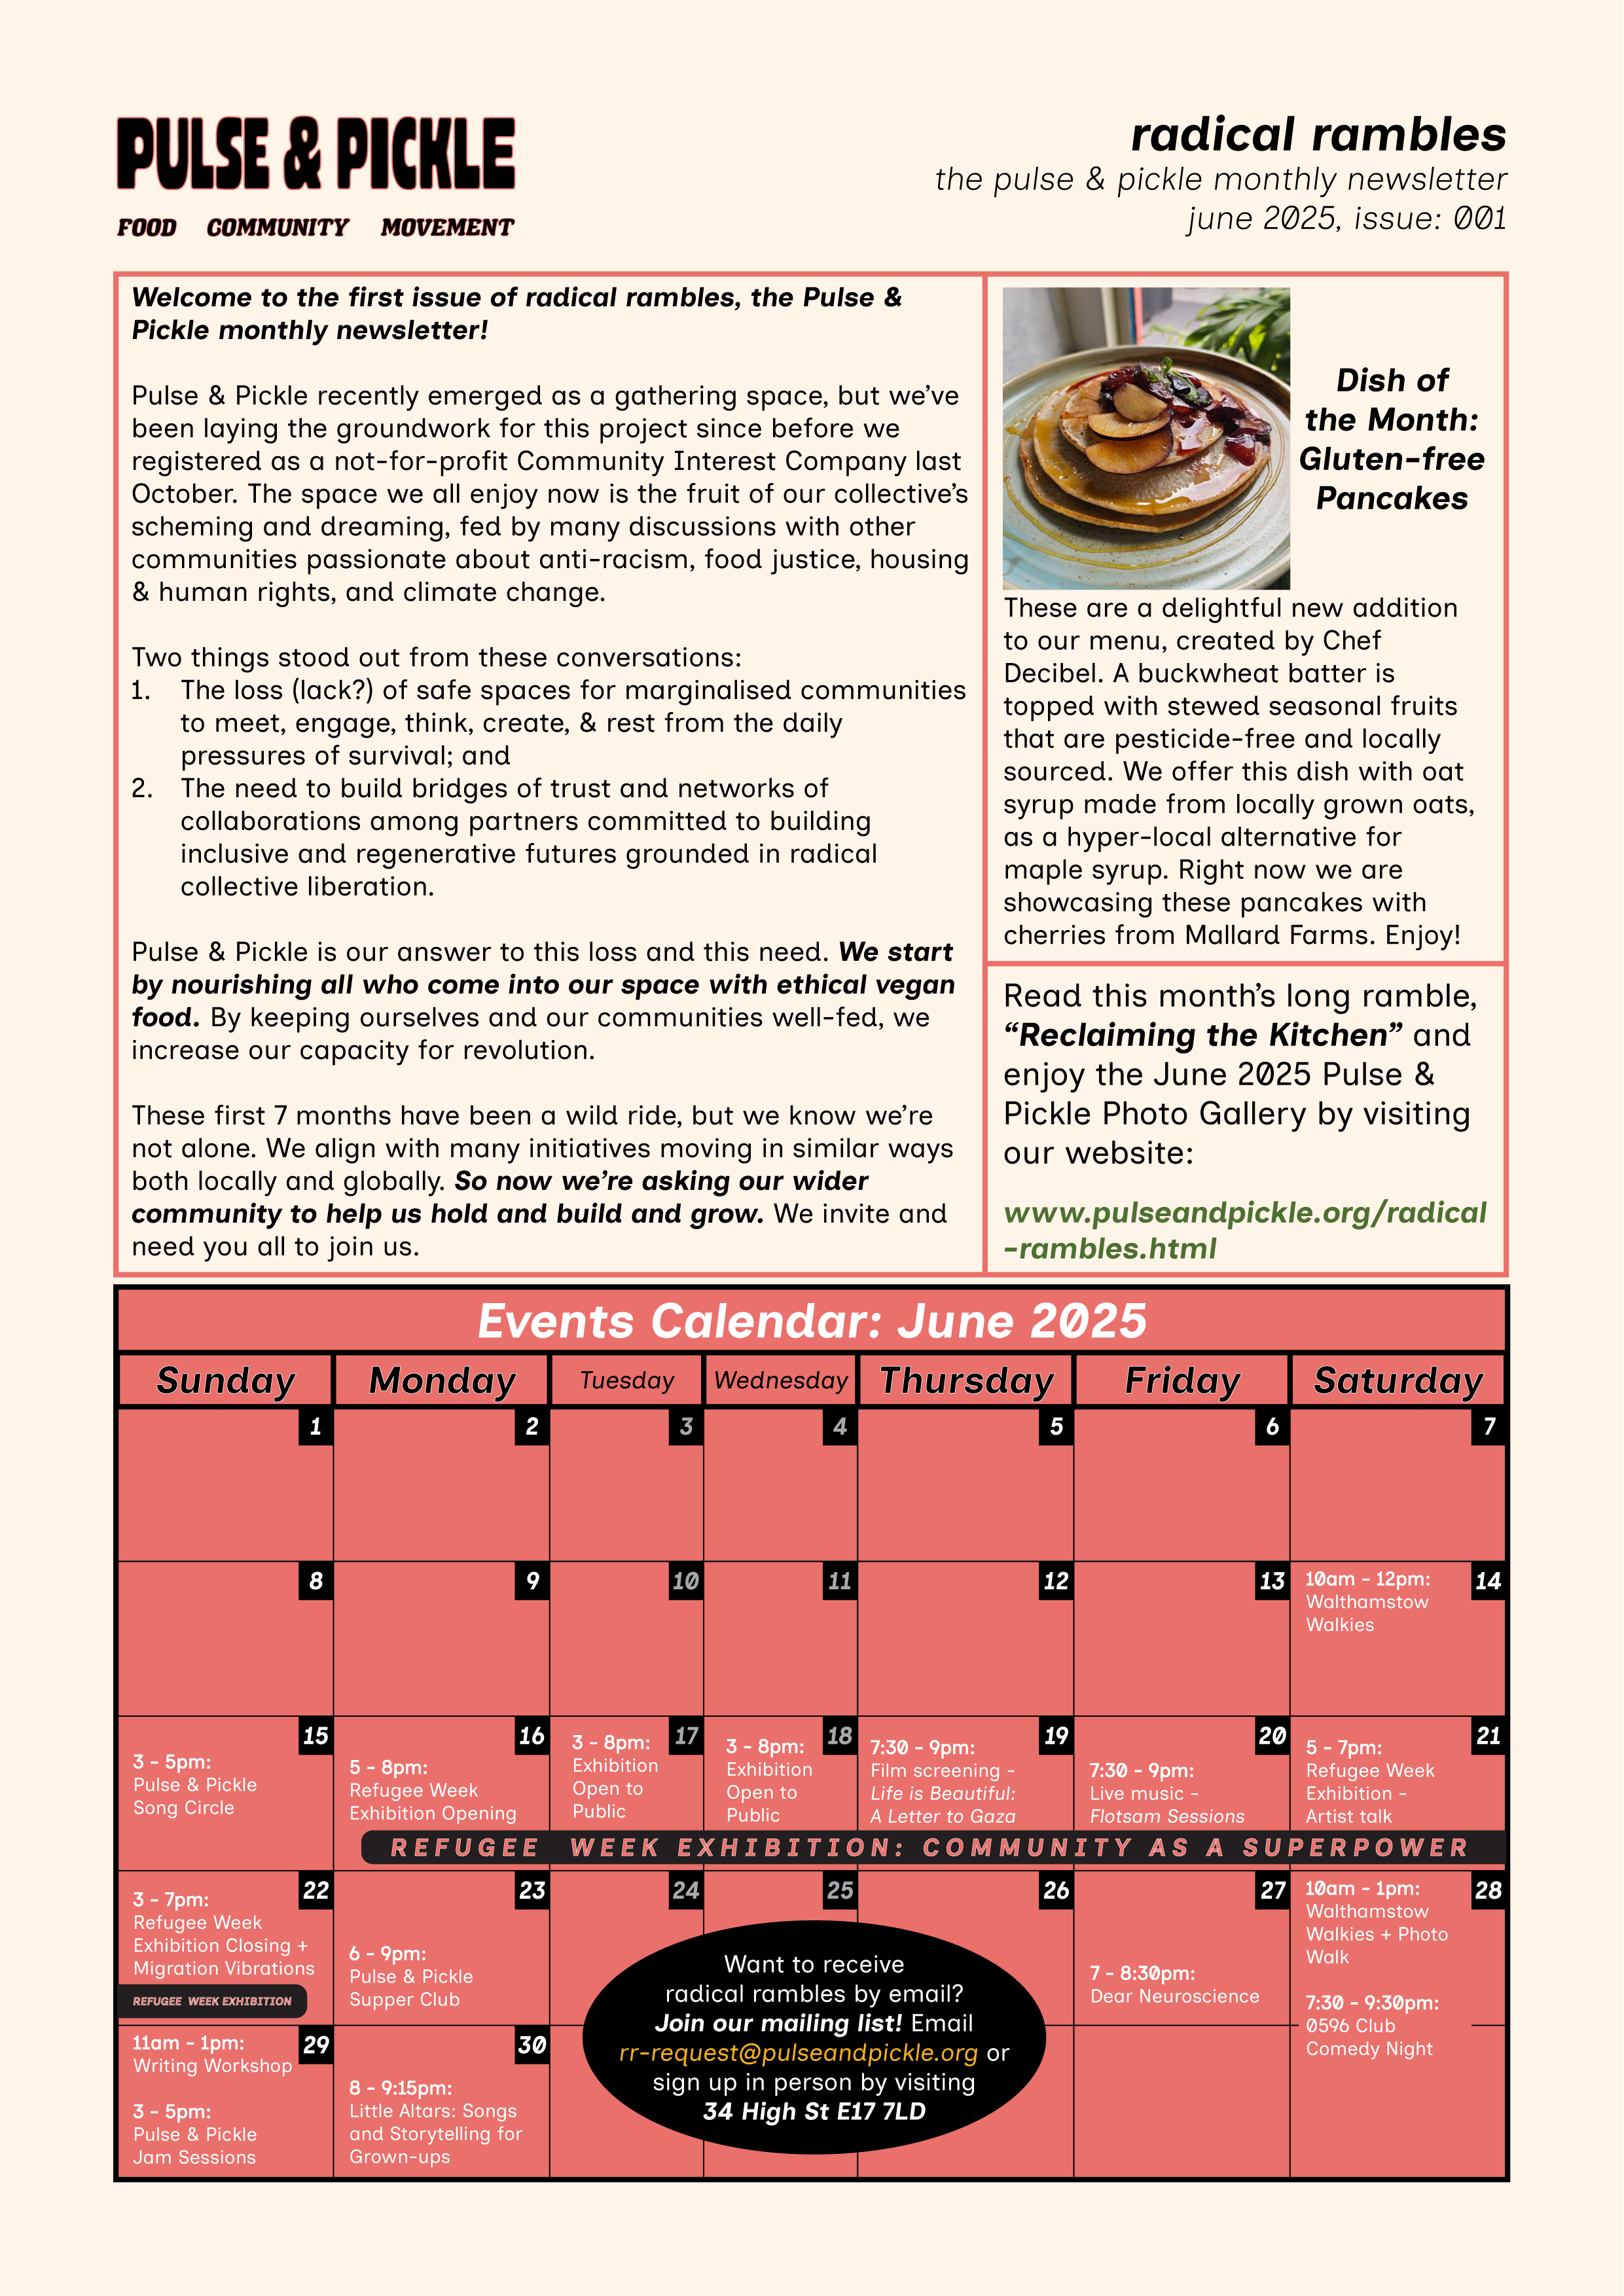 PULSE & PICKLE
FOOD COMMUNITY MOVEMENT
radical rambles
the pulse & pickle monthly newsletter
june 2025, issue: 001
Welcome to the first issue of radical rambles, the Pulse &
Pickle monthly newsletter!
Pulse & Pickle recently emerged as a gathering space, but we’ve
been laying the groundwork for this project since before we
registered as a not-for-profit Community Interest Company last
October. The space we all enjoy now is the fruit of our collective’s
scheming and dreaming, fed by many discussions with other
communities passionate about anti-racism, food justice, housing
& human rights, and climate change.
Two things stood out from these conversations:
1. The loss (lack?) of safe spaces for marginalised communities
to meet, engage, think, create, & rest from the daily
pressures of survival; and
2. The need to build bridges of trust and networks of
collaborations among partners committed to building
inclusive and regenerative futures grounded in radical
collective liberation.
Pulse & Pickle is our answer to this loss and this need. We start
by nourishing all who come into our space with ethical vegan
food. By keeping ourselves and our communities well-fed, we
increase our capacity for revolution.
These first 7 months have been a wild ride, but we know we’re
not alone. We align with many initiatives moving in similar ways
both locally and globally. So now we’re asking our wider
community to help us hold and build and grow. We invite and
need you all to join us.
Dish of
the Month:
Gluten-free
Pancakes
These are a delightful new addition
to our menu, created by Chef
Decibel. A buckwheat batter is
topped with stewed seasonal fruits
that are pesticide-free and locally
sourced. We offer this dish with oat
syrup made from locally grown oats,
as a hyper-local alternative for
maple syrup. Right now we are
showcasing these pancakes with
cherries from Mallard Farms. Enjoy!
Read this month’s long ramble,
“Reclaiming the Kitchen” and
enjoy the June 2025 Pulse &
Pickle Photo Gallery by visiting
our website:
www.pulseandpickle.org/radical
-rambles.html
Events Calendar: June 2025
Sunday Monday Tuesday Wednesday Thursday Friday Saturday
1 2 3 4 5 6 7
8 9 10 11 12 13 14
10am - 12pm:
Walthamstow
Walkies
15
3 - 5pm:
Pulse & Pickle
Song Circle
16
5 - 8pm:
Refugee Week
Exhibition Opening
17
3 - 8pm:
Exhibition
Open to
Public
18
3 - 8pm:
Exhibition
Open to
Public
19
7:30 - 9pm:
Film screening -
Life is Beautiful:
A Letter to Gaza
20
7:30 - 9pm:
Live music -
Flotsam Sessions
21
5 - 7pm:
Refugee Week
Exhibition -
Artist talk
REFUGEE WEEK EXHIBITION: COMMUNITY AS A SUPERPOWER
22
3 - 7pm:
Refugee Week
Exhibition Closing +
Migration Vibrations
REFUGEE WEEK EXHIBITION
23
6 - 9pm:
Pulse & Pickle
Supper Club
24
25
26
27
7 - 8:30pm:
Dear Neuroscience
28
10am - 1pm:
Walthamstow
Walkies + Photo
Walk
7:30 - 9:30pm:
0596 Club
Comedy Night
29
11am - 1pm:
Writing Workshop
3 - 5pm:
Pulse & Pickle
Jam Sessions
30
8 - 9:15pm:
Little Altars: Songs
and Storytelling for
Grown-ups
Want to receive
radical rambles by email?
Join our mailing list! Email
rr-request@pulseandpickle.org or
sign up in person by visiting
34 High St E17 7LD